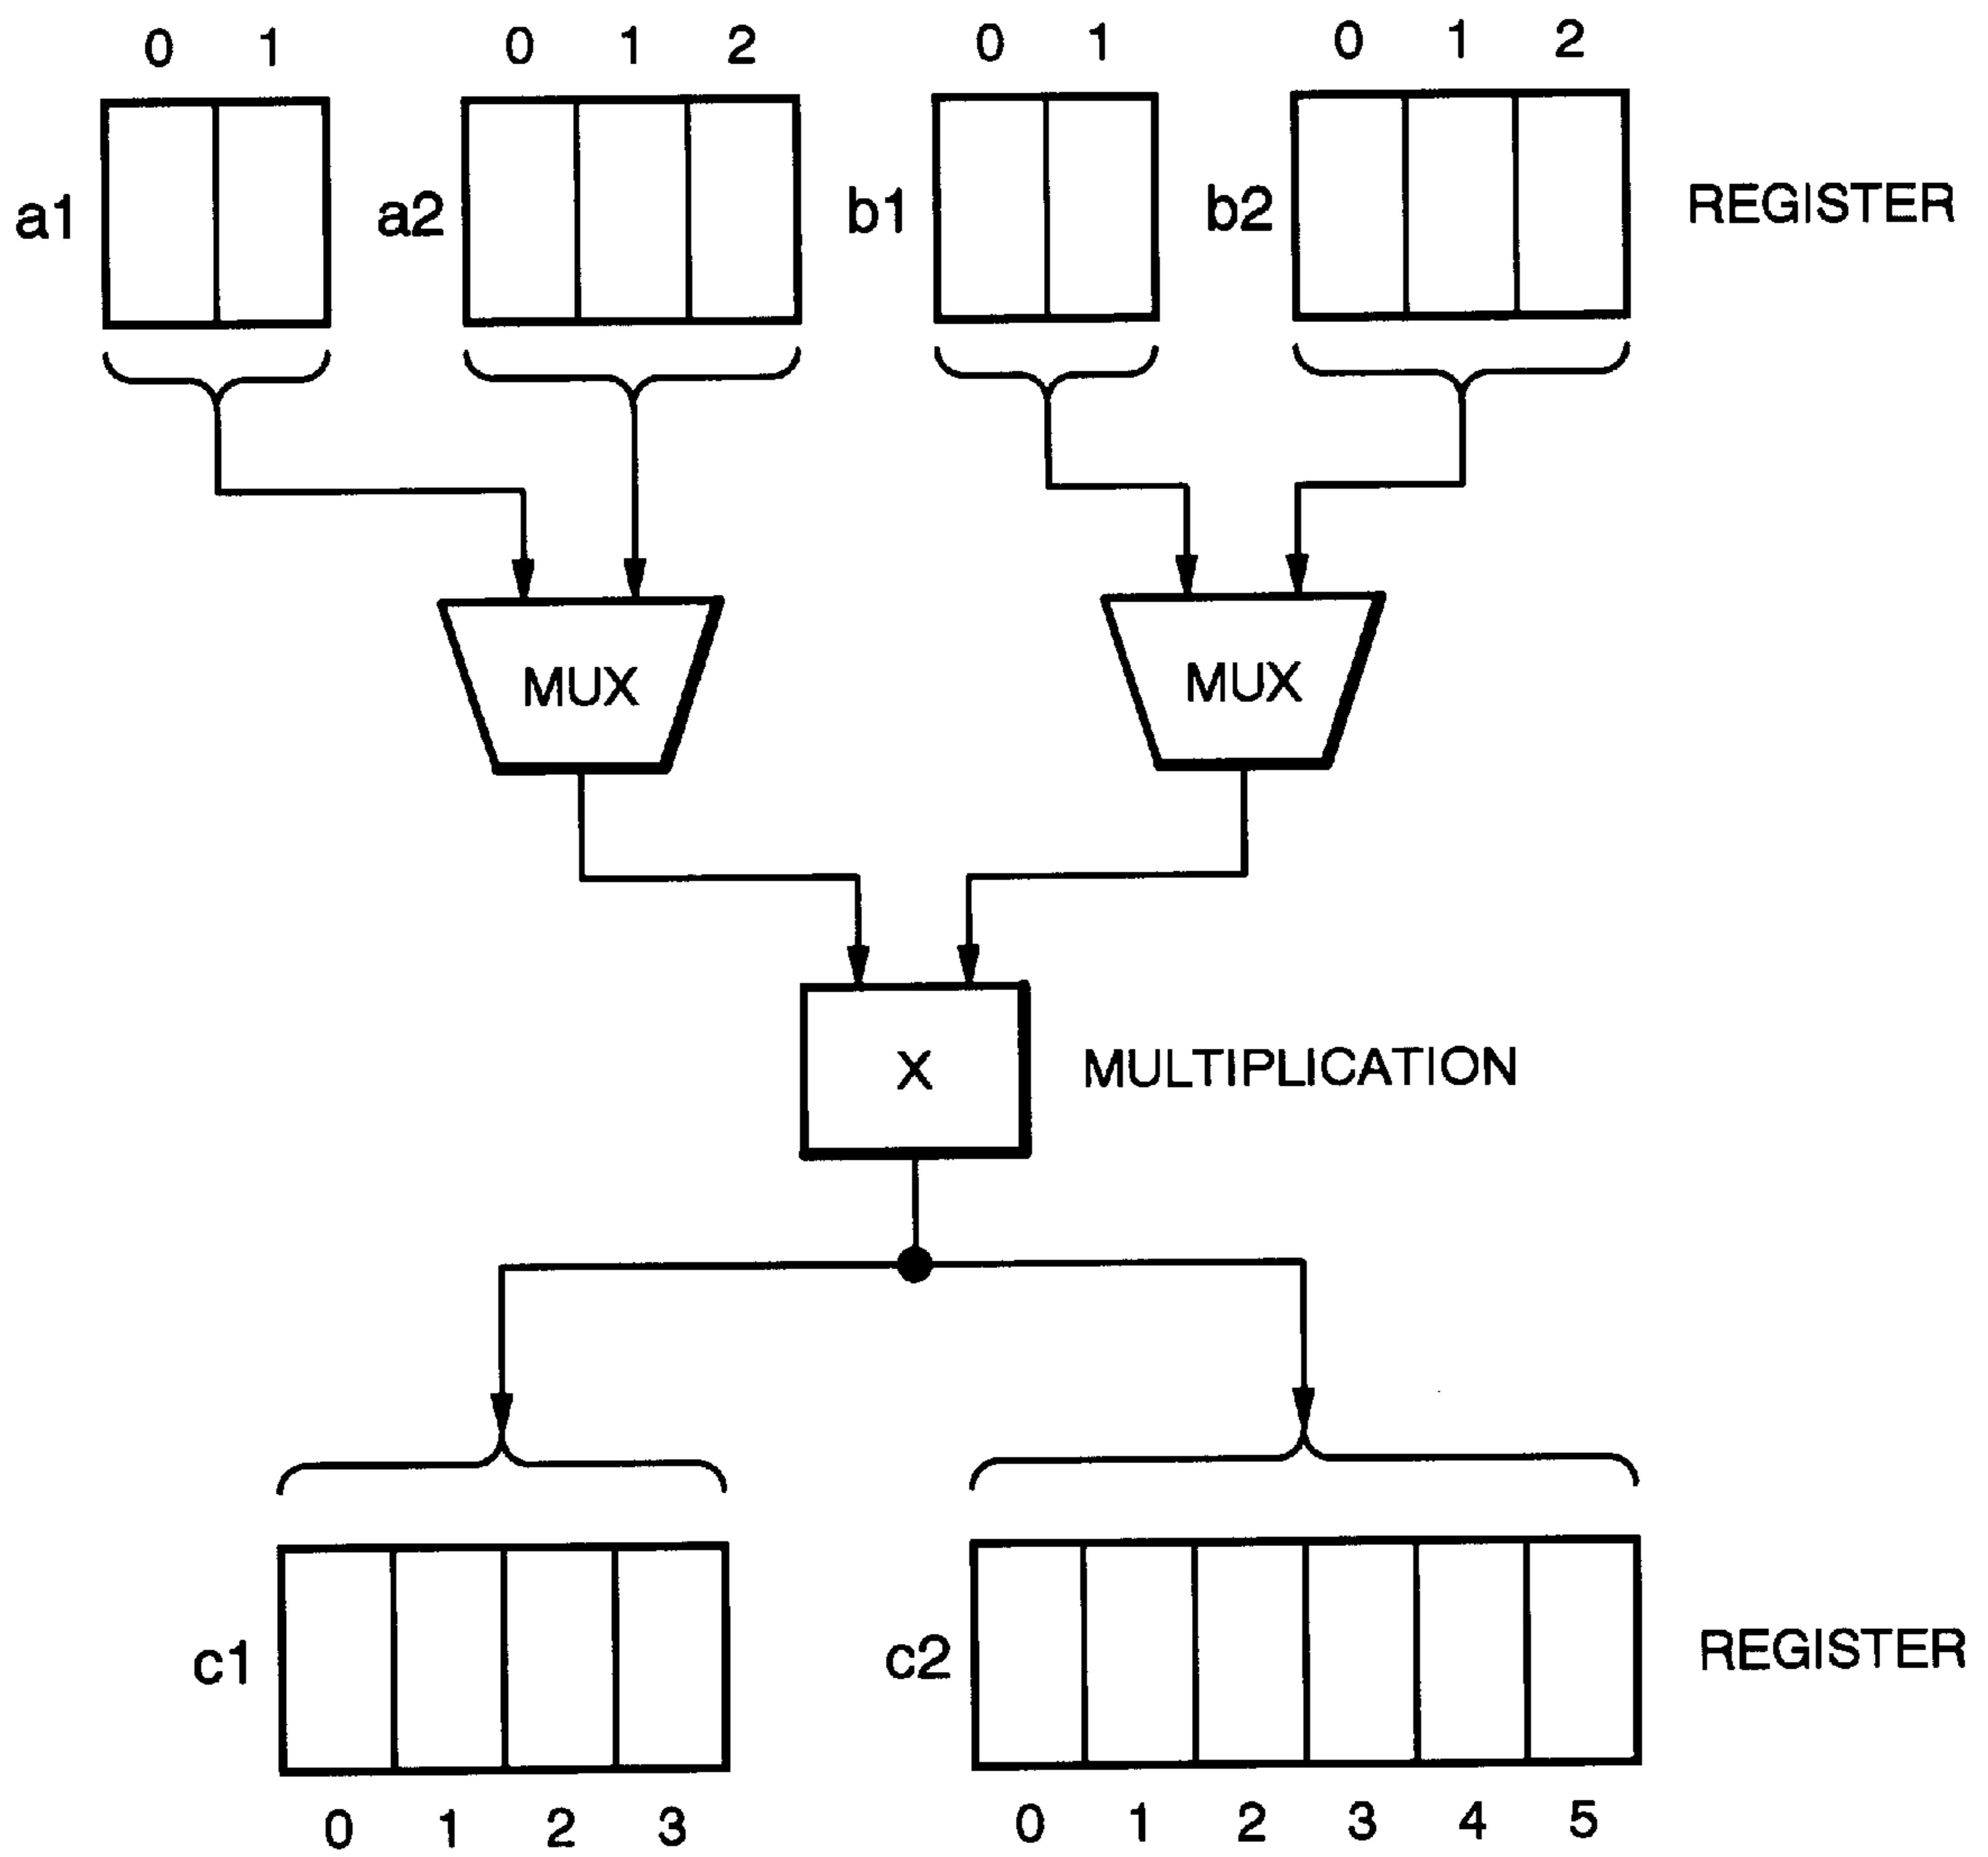 0 1 0 1 2 0 1 0 1 2
a1 a2 b1 b2 REGISTER
MUX MUX
X MULTIPLICATION
c1 c2 REGISTER
0 1 2 3 0 1 2 3 4 5